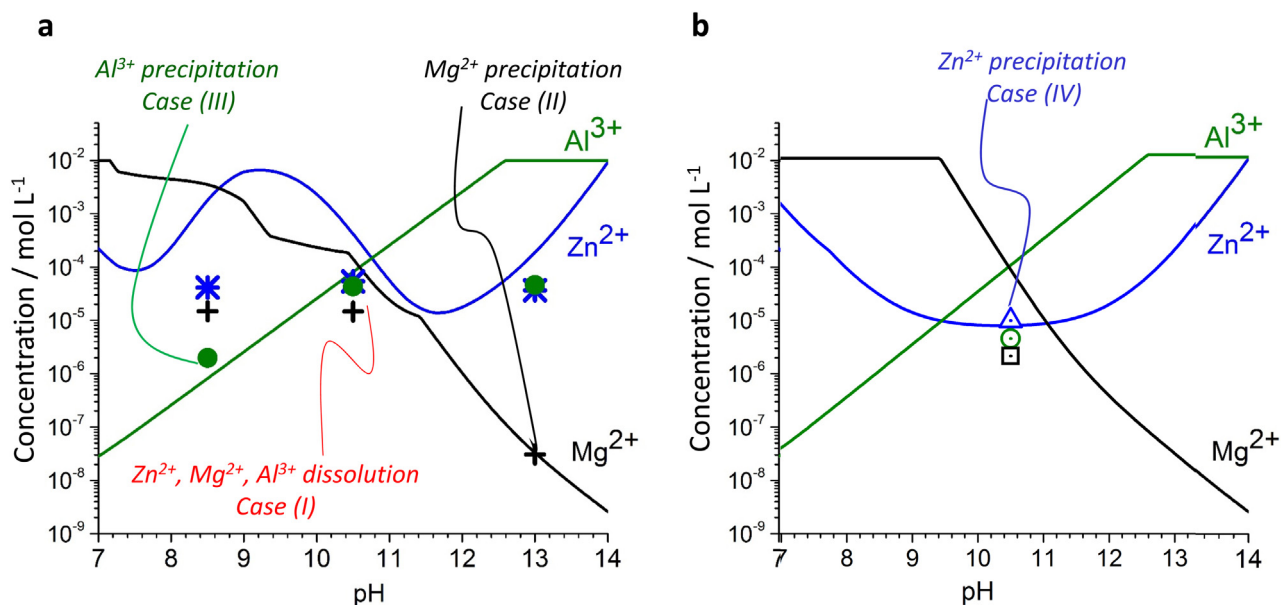 a
b
Al³⁺ precipitation
Case (III)
Mg²⁺ precipitation
Case (II)
Zn²⁺ precipitation
Case (IV)
Al³⁺
Zn²⁺
Mg²⁺
Zn²⁺, Mg²⁺, Al³⁺ dissolution
Case (I)
Concentration / mol L⁻¹
10⁻²
10⁻³
10⁻⁴
10⁻⁵
10⁻⁶
10⁻⁷
10⁻⁸
10⁻⁹
7 8 9 10 11 12 13 14
pH
Al³⁺
Zn²⁺
Mg²⁺
Concentration / mol L⁻¹
10⁻²
10⁻³
10⁻⁴
10⁻⁵
10⁻⁶
10⁻⁷
10⁻⁸
10⁻⁹
7 8 9 10 11 12 13 14
pH